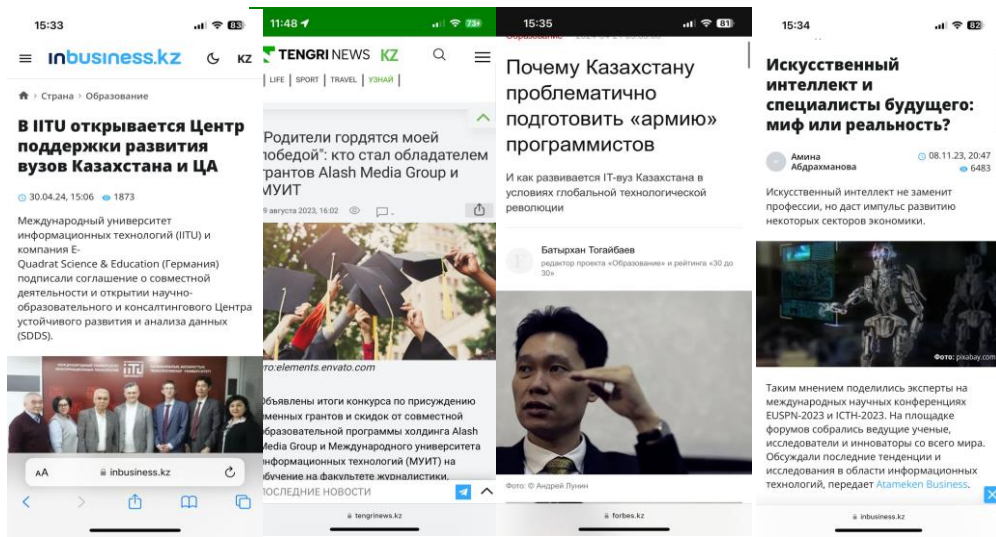 15:33
83
inbusiness.kz
KZ
Страна › Образование
В IITU открывается Центр
поддержки развития
вузов Казахстана и ЦА
30.04.24, 15:06 1873
Международный университет
информационных технологий (IITU) и
компания E-
Quadrat Science & Education (Германия)
подписали соглашение о совместной
деятельности и открытии научно-
образовательного и консалтингового Центра
устойчивого развития и анализа данных
(SDDS).
IITU
AA inbusiness.kz
11:48
73
TENGRI NEWS KZ
LIFE | SPORT | TRAVEL | УЗНАЙ |
"Родители гордятся моей
победой": кто стал обладателем
грантов Alash Media Group и
МУИТ
9 августа 2023, 16:02
то:elements.envato.com
Объявлены итоги конкурса по присуждению
именных грантов и скидок от совместной
образовательной программы холдинга Alash
Media Group и Международного университета
информационных технологий (МУИТ) на
обучение на факультете журналистики.
ПОСЛЕДНИЕ НОВОСТИ
tengrinews.kz
15:35
81
Образование
Почему Казахстану
проблематично
подготовить «армию»
программистов
И как развивается IT-вуз Казахстана в
условиях глобальной технологической
революции
Батырхан Тогайбаев
редактор проекта «Образование» и рейтинга «30 до
30»
Фото: © Андрей Лунин
forbes.kz
15:34
82
Искусственный
интеллект и
специалисты будущего:
миф или реальность?
Амина
Абдрахманова
08.11.23, 20:47
6483
Искусственный интеллект не заменит
профессии, но даст импульс развитию
некоторых секторов экономики.
Фото: pixabay.com
Таким мнением поделились эксперты на
международных научных конференциях
EUSPN-2023 и ICTH-2023. На площадке
форумов собрались ведущие ученые,
исследователи и инноваторы со всего мира.
Обсуждали последние тенденции и
исследования в области информационных
технологий, передает Atameken Business.
inbusiness.kz